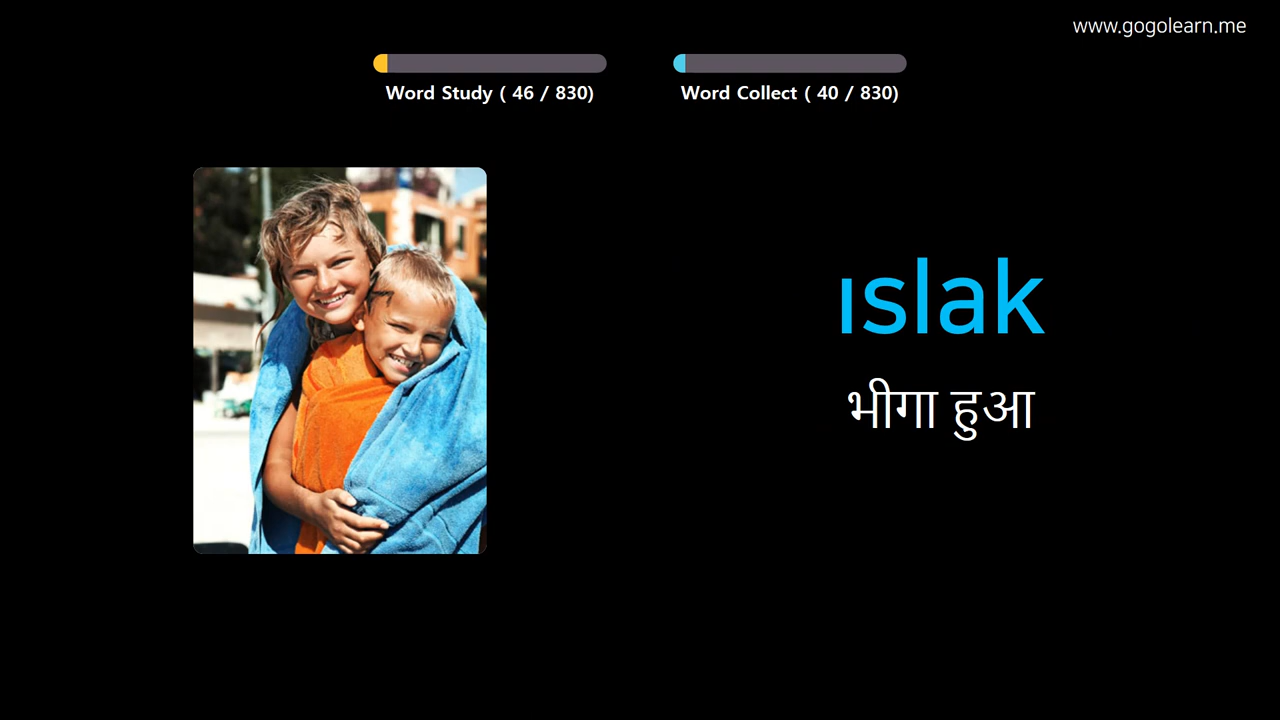 www.gogolearn.me
Word Study ( 46 / 830)
Word Collect ( 40 / 830)
ıslak
भीगा हुआ